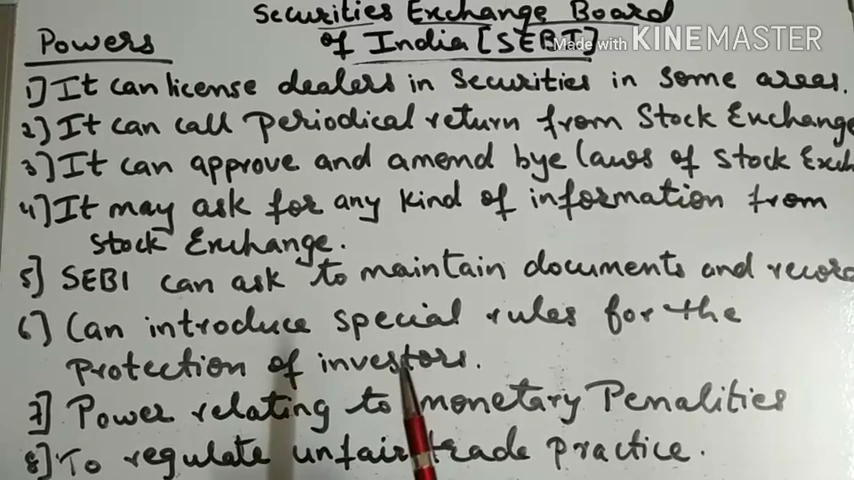 Securities Exchange Board
Powers of India [SEBI]
Made with KINEMASTER
1] It can license dealers in Securities in some areas.
2] It can call Periodical return from Stock Exchange
3] It can approve and amend bye laws of Stock Exch
4] It may ask for any kind of information from
Stock Exchange.
5] SEBI can ask to maintain documents and record
6] Can introduce special rules for the
Protection of investors.
7] Power relating to monetary Penalities
8] To regulate unfair trade practice.